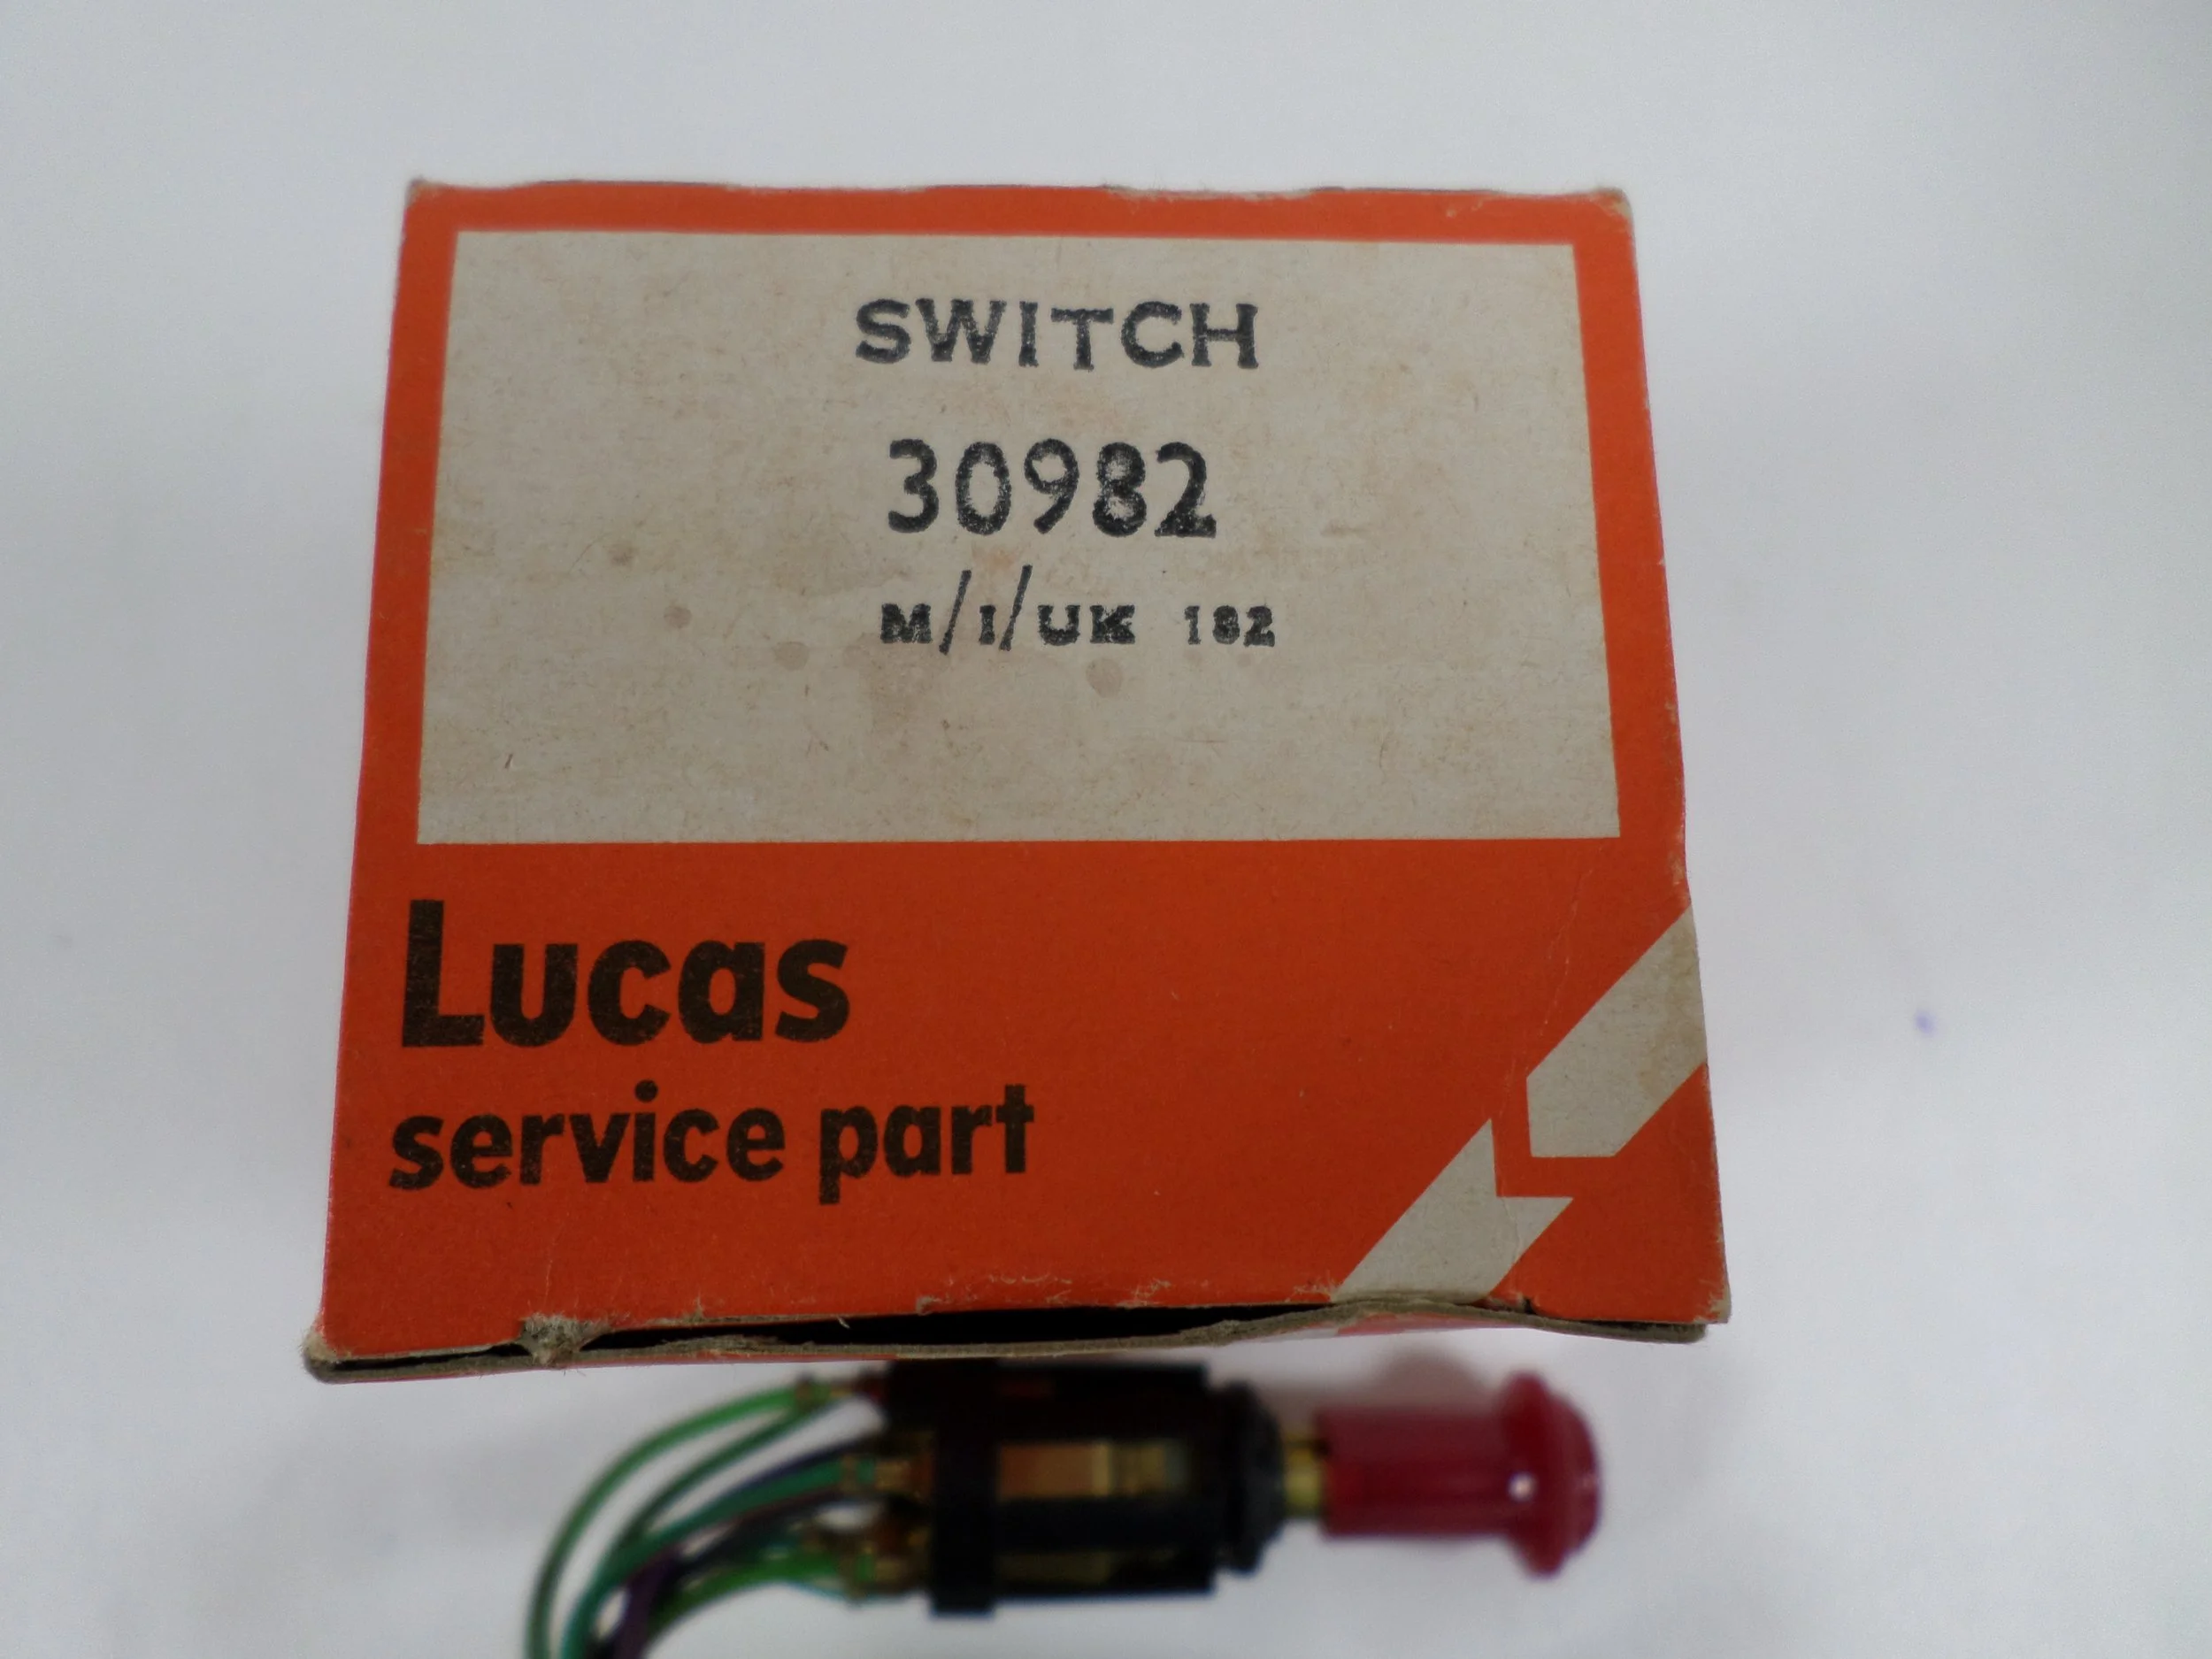 SWITCH
30982
M/I/UK 182
Lucas
service part